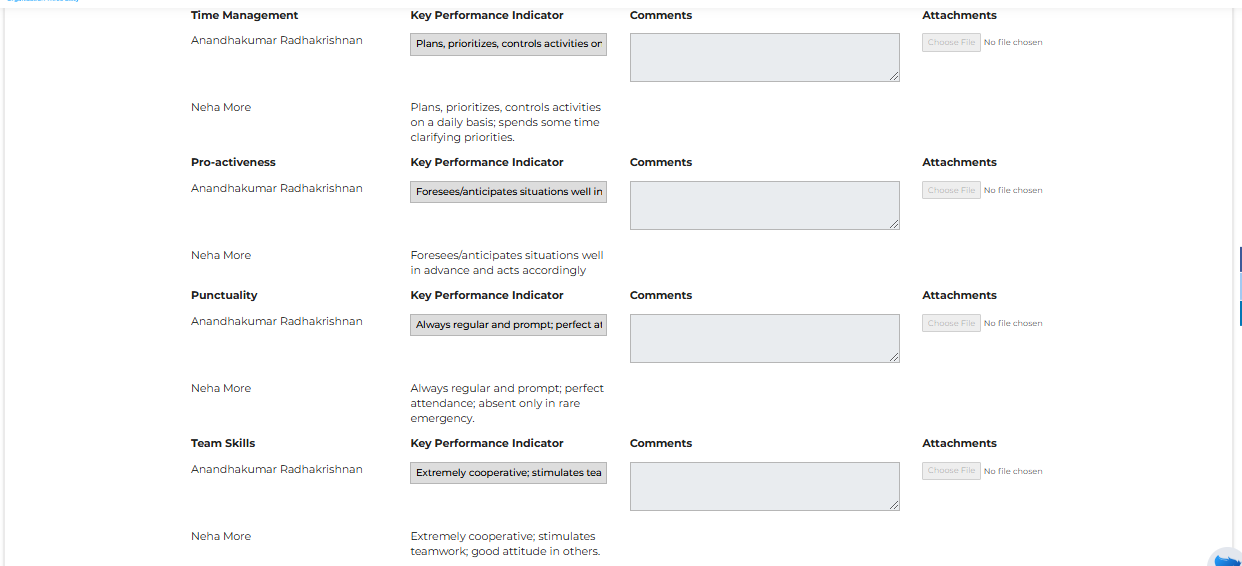 Time Management Key Performance Indicator Comments Attachments
Anandhakumar Radhakrishnan Plans, prioritizes, controls activities or Choose File No file chosen
Neha More Plans, prioritizes, controls activities
on a daily basis; spends some time
clarifying priorities.
Pro-activeness Key Performance Indicator Comments Attachments
Anandhakumar Radhakrishnan Foresees/anticipates situations well in Choose File No file chosen
Neha More Foresees/anticipates situations well
in advance and acts accordingly
Punctuality Key Performance Indicator Comments Attachments
Anandhakumar Radhakrishnan Always regular and prompt; perfect at Choose File No file chosen
Neha More Always regular and prompt; perfect
attendance; absent only in rare
emergency.
Team Skills Key Performance Indicator Comments Attachments
Anandhakumar Radhakrishnan Extremely cooperative; stimulates tea Choose File No file chosen
Neha More Extremely cooperative; stimulates
teamwork; good attitude in others.